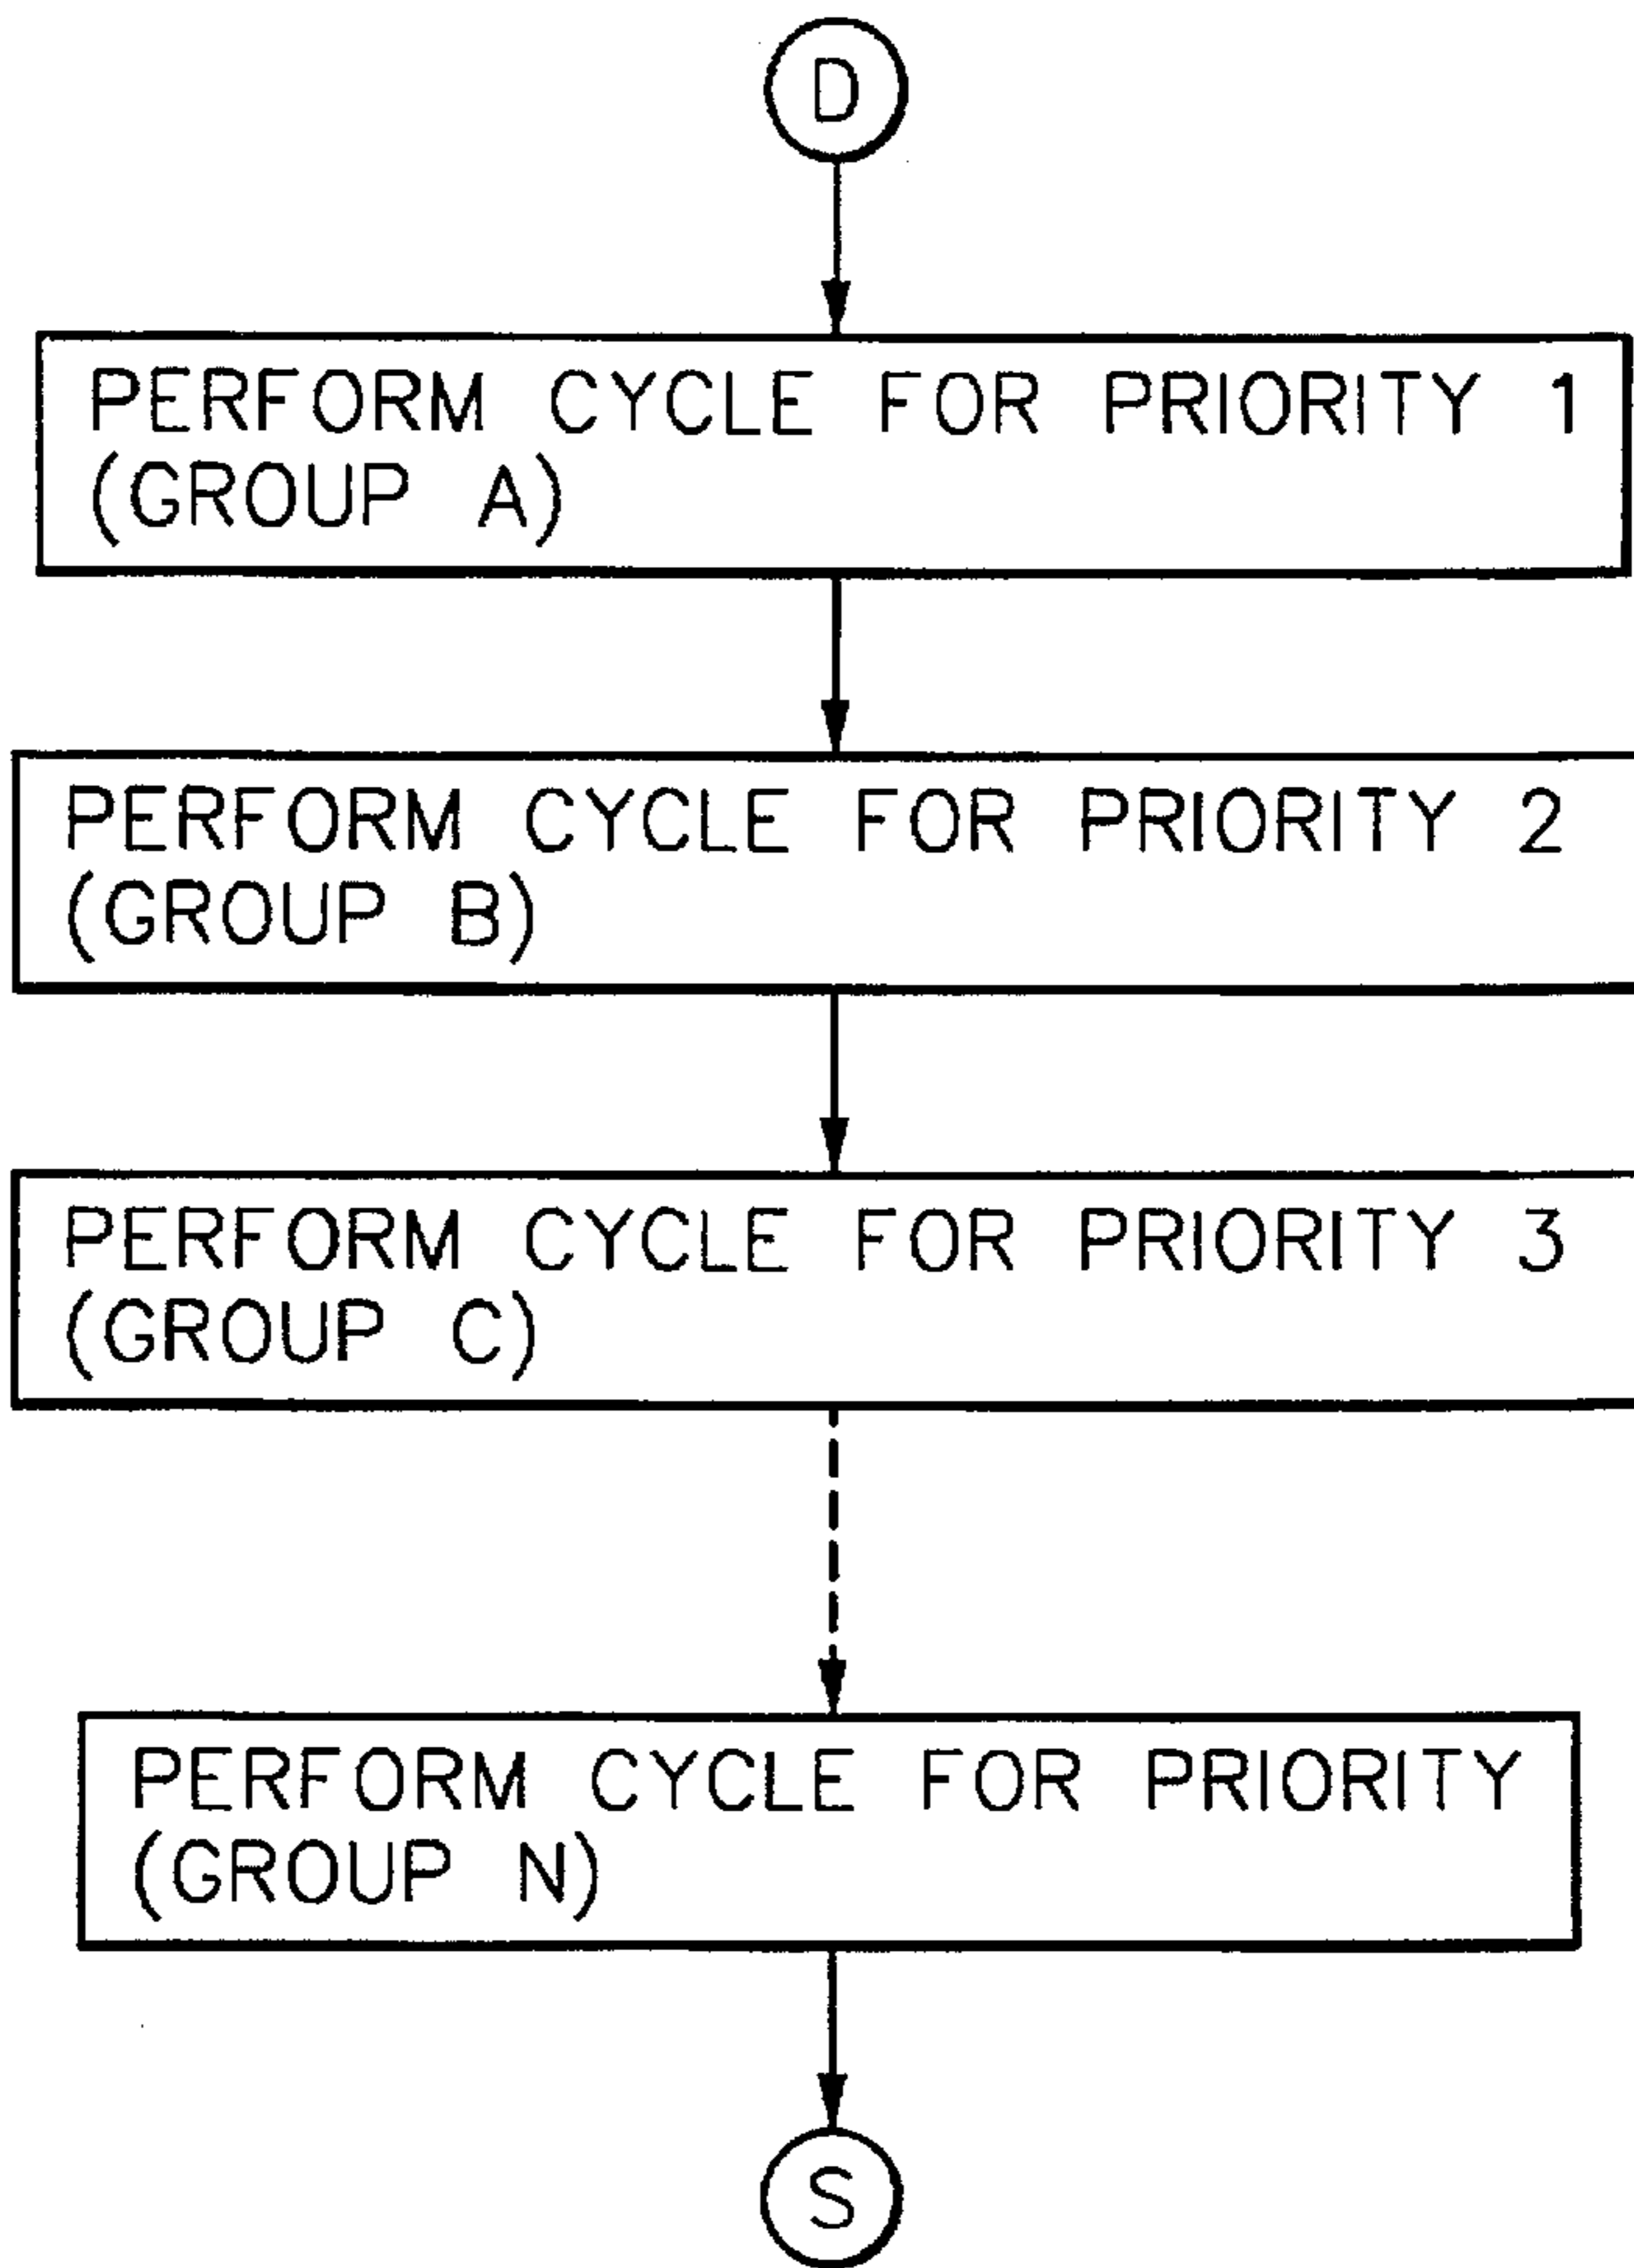 D
PERFORM CYCLE FOR PRIORITY 1
(GROUP A)
PERFORM CYCLE FOR PRIORITY 2
(GROUP B)
PERFORM CYCLE FOR PRIORITY 3
(GROUP C)
PERFORM CYCLE FOR PRIORITY
(GROUP N)
S